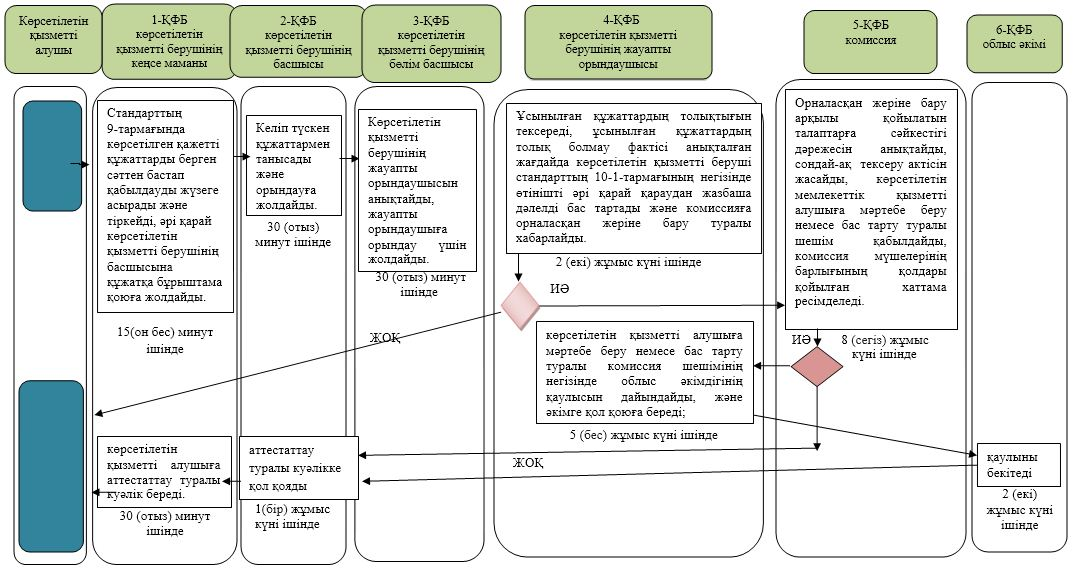 Көрсетілетін
қызметті
алушы
1-ҚФБ
көрсетілетін
қызметті берушінің
кеңсе маманы
2-ҚФБ
көрсетілетін
қызметті берушінің
басшысы
3-ҚФБ
көрсетілетін
қызметті берушінің
бөлім басшысы
4-ҚФБ
көрсетілетін қызметті
берушінің жауапты
орындаушысы
5-ҚФБ
комиссия
6-ҚФБ
облыс әкімі
Стандарттың
9-тармағында
көрсетілген қажетті
құжаттарды берген
сәттен бастап
қабылдауды жүзеге
асырады және
тіркейді, әрі қарай
көрсетілетін
қызметті берушінің
басшысына
құжатқа бұрыштама
қоюға жолдайды.
15(он бес) минут
ішінде
Келіп түскен
құжаттармен
танысады
және
орындауға
жолдайды.
30 (отыз)
минут ішінде
Көрсетілетін
қызметті
берушінің
жауапты
орындаушысын
анықтайды,
жауапты
орындаушыға
орындау үшін
жолдайды.
30 (отыз) минут
ішінде
Ұсынылған құжаттардың толықтығын
тексереді, ұсынылған құжаттардың
толық болмау фактісі анықталған
жағдайда көрсетілетін қызметті беруші
стандарттың 10-1-тармағының негізінде
өтінішті әрі қарай қараудан жазбаша
дәлелді бас тартады және комиссияға
орналасқан жеріне бару туралы
хабарлайды.
2 (екі) жұмыс күні ішінде
Орналасқан жеріне бару
арқылы қойылатын
талаптарға сәйкестігі
дәрежесін анықтайды,
сондай-ақ тексеру актісін
жасайды, көрсетілетін
мемлекеттік қызметті
алушыға мәртебе беру
немесе бас тарту туралы
шешім қабылдайды,
комиссия мүшелерінің
барлығының қолдары
қойылған хаттама
ресімделеді.
8 (сегіз) жұмыс
күні ішінде
ИӘ
ЖОҚ
ИӘ
көрсетілетін қызметті алушыға
мәртебе беру немесе бас тарту
туралы комиссия шешімінің
негізінде облыс әкімдігінің
қаулысын дайындайды, және
әкімге қол қоюға береді;
5 (бес) жұмыс күні ішінде
ЖОҚ
қаулыны
бекітеді
2 (екі)
жұмыс күні
ішінде
аттестаттау
туралы куәлікке
қол қояды
1(бір) жұмыс
күні ішінде
көрсетілетін
қызметті алушыға
аттестаттау туралы
куәлік береді.
30 (отыз) минут
ішінде